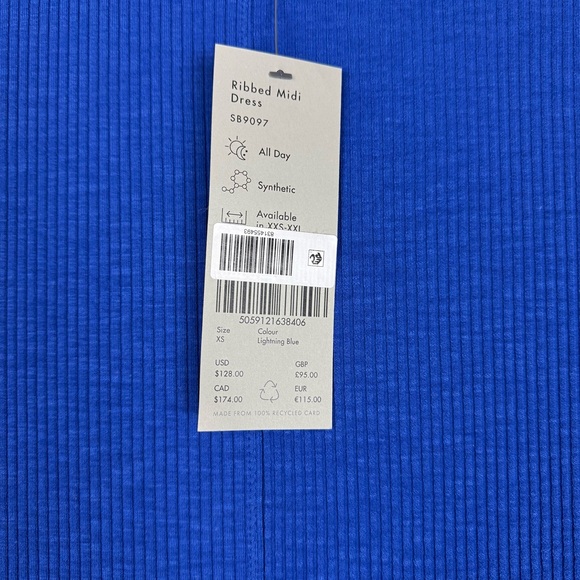 Ribbed Midi
Dress
SB9097
All Day
Synthetic
Available
in XXS-XXL
831455493
5059121638406
Size Colour
XS Lightning Blue
USD GBP
$128.00 £95.00
CAD EUR
$174.00 €115.00
MADE FROM 100% RECYCLED CARD